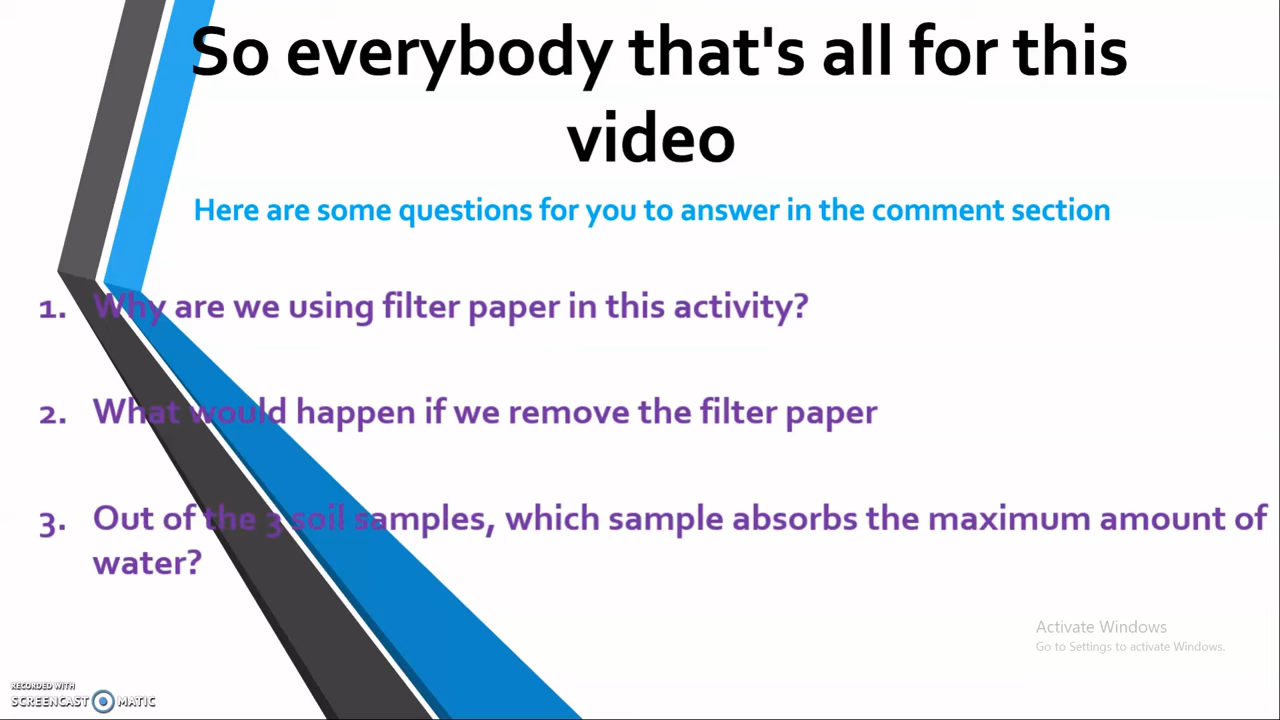 So everybody that's all for this
video
Here are some questions for you to answer in the comment section
1. Why are we using filter paper in this activity?
2. What would happen if we remove the filter paper
3. Out of the 3 soil samples, which sample absorbs the maximum amount of
water?
Activate Windows
Go to Settings to activate Windows.
RECORDED WITH
SCREENCAST MATIC